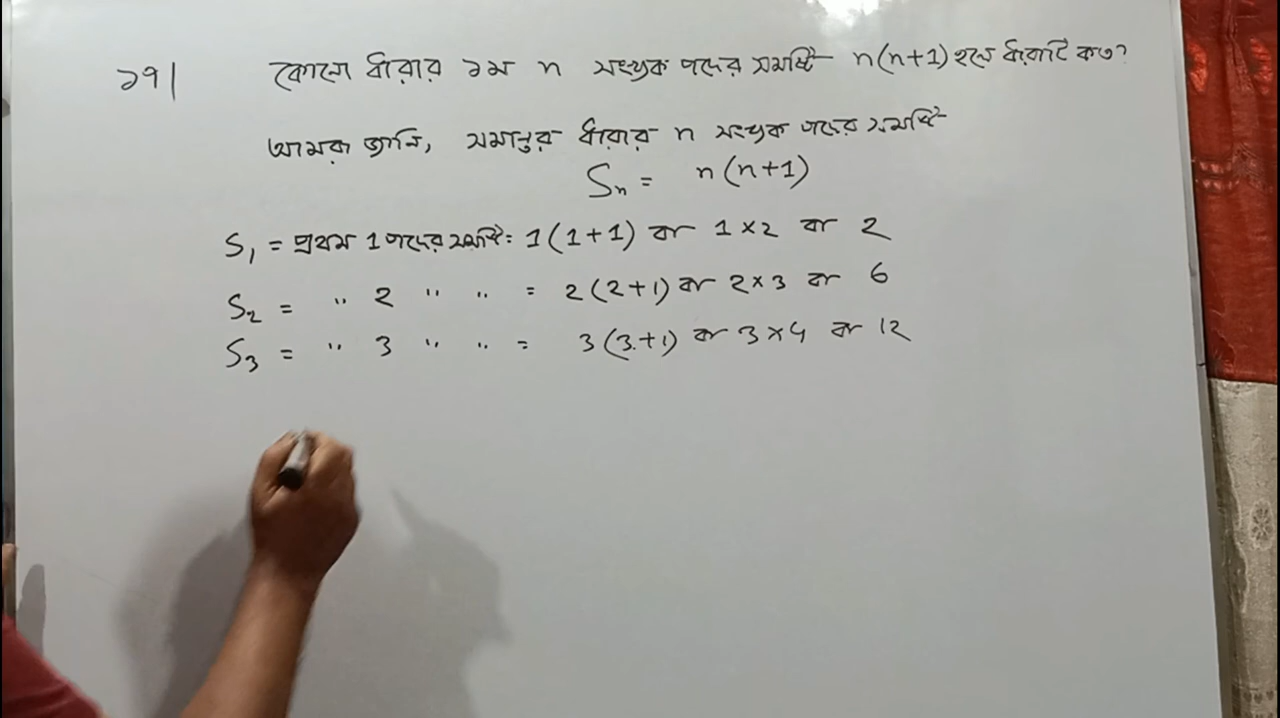 ১৭| কোনো ধারার ১ম n সংখ্যক পদের সমষ্টি n(n+1) হলে ধারাটি কত?
আমরা জানি, সমান্তর ধারার n সংখ্যক পদের সমষ্টি
Sₙ = n(n+1)
S₁ = প্রথম 1 পদের সমষ্টি = 1(1+1) বা 1×2 বা 2
S₂ = " 2 " " = 2(2+1) বা 2×3 বা 6
S₃ = " 3 " " = 3(3+1) বা 3×4 বা 12